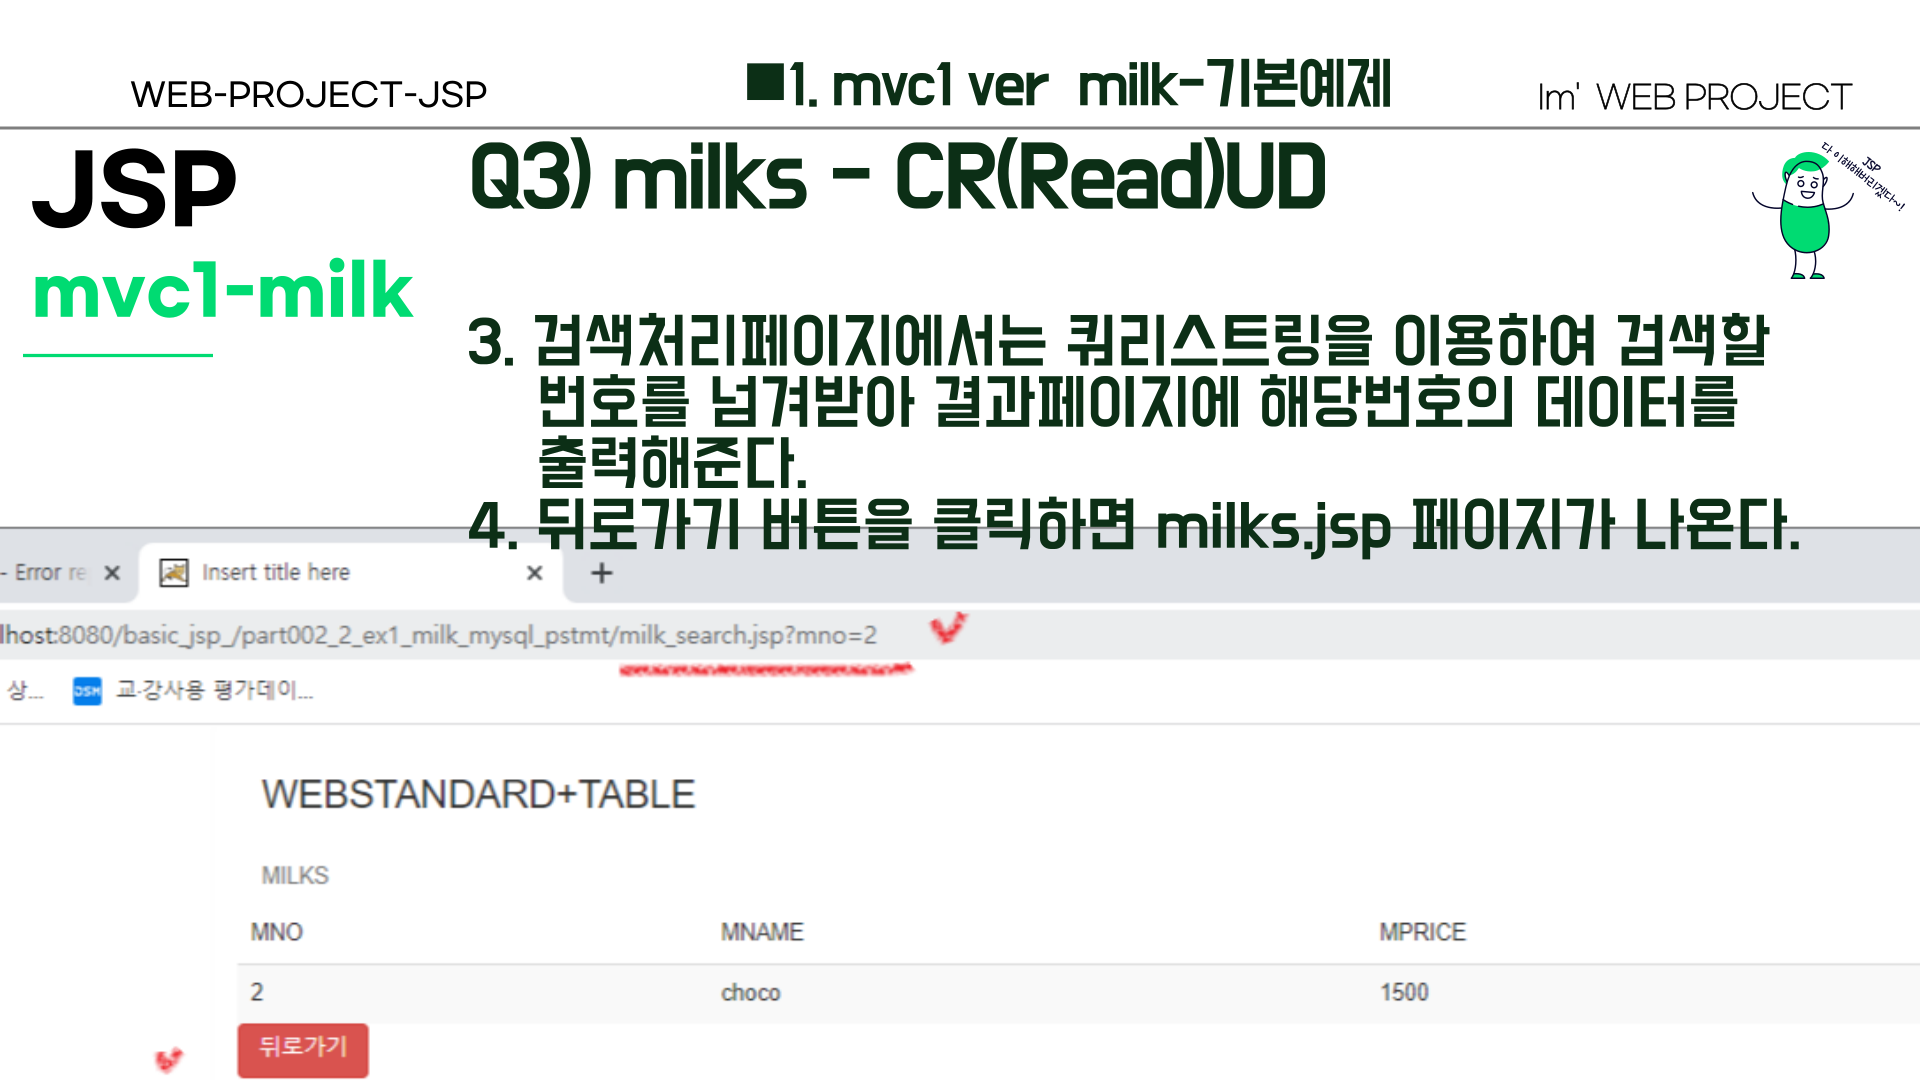 WEB-PROJECT-JSP
■1. mvc1 ver milk-기본예제
Im' WEB PROJECT
JSP
mvc1-milk
Q3) milks - CR(Read)UD
JSP
다 이해해버리겠다~!
3. 검색처리페이지에서는 쿼리스트링을 이용하여 검색할
번호를 넘겨받아 결과페이지에 해당번호의 데이터를
출력해준다.
4. 뒤로가기 버튼을 클릭하면 milks.jsp 페이지가 나온다.
- Error re
Insert title here
lhost:8080/basic_jsp_/part002_2_ex1_milk_mysql_pstmt/milk_search.jsp?mno=2
상...
교·강사용 평가데이...
WEBSTANDARD+TABLE
MILKS
MNO MNAME MPRICE
2 choco 1500
뒤로가기